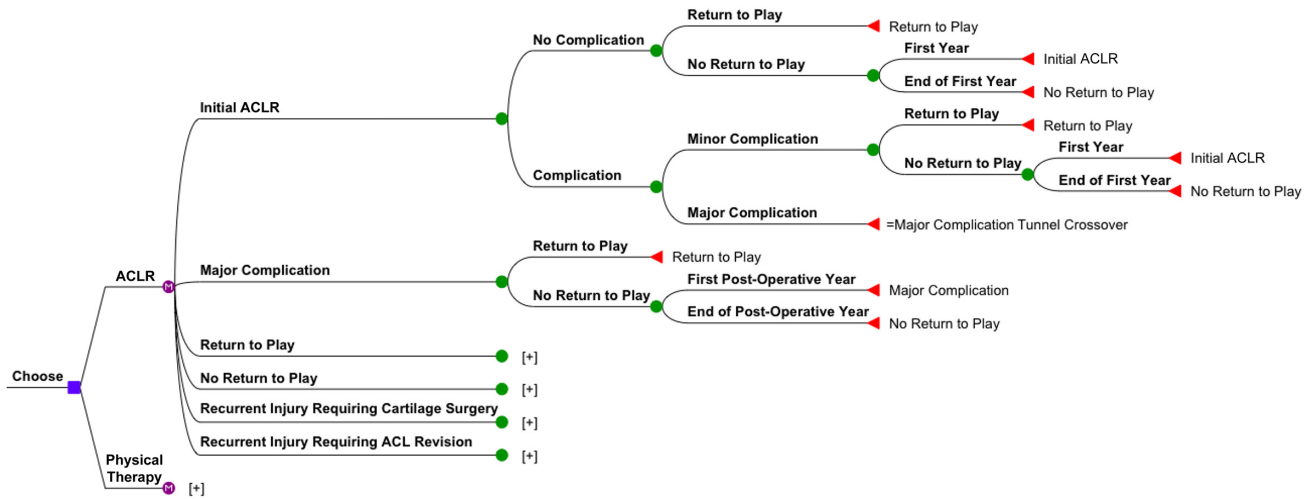 Return to Play
Return to Play
No Complication
First Year
No Return to Play
Initial ACLR
End of First Year
No Return to Play
Initial ACLR
Return to Play
Return to Play
Minor Complication
First Year
No Return to Play
Initial ACLR
Complication
End of First Year
No Return to Play
Major Complication
=Major Complication Tunnel Crossover
Return to Play
Return to Play
ACLR
M
Major Complication
First Post-Operative Year
No Return to Play
Major Complication
End of Post-Operative Year
No Return to Play
Return to Play
[+]
Choose
No Return to Play
[+]
Recurrent Injury Requiring Cartilage Surgery
[+]
Recurrent Injury Requiring ACL Revision
[+]
Physical
Therapy
M
[+]